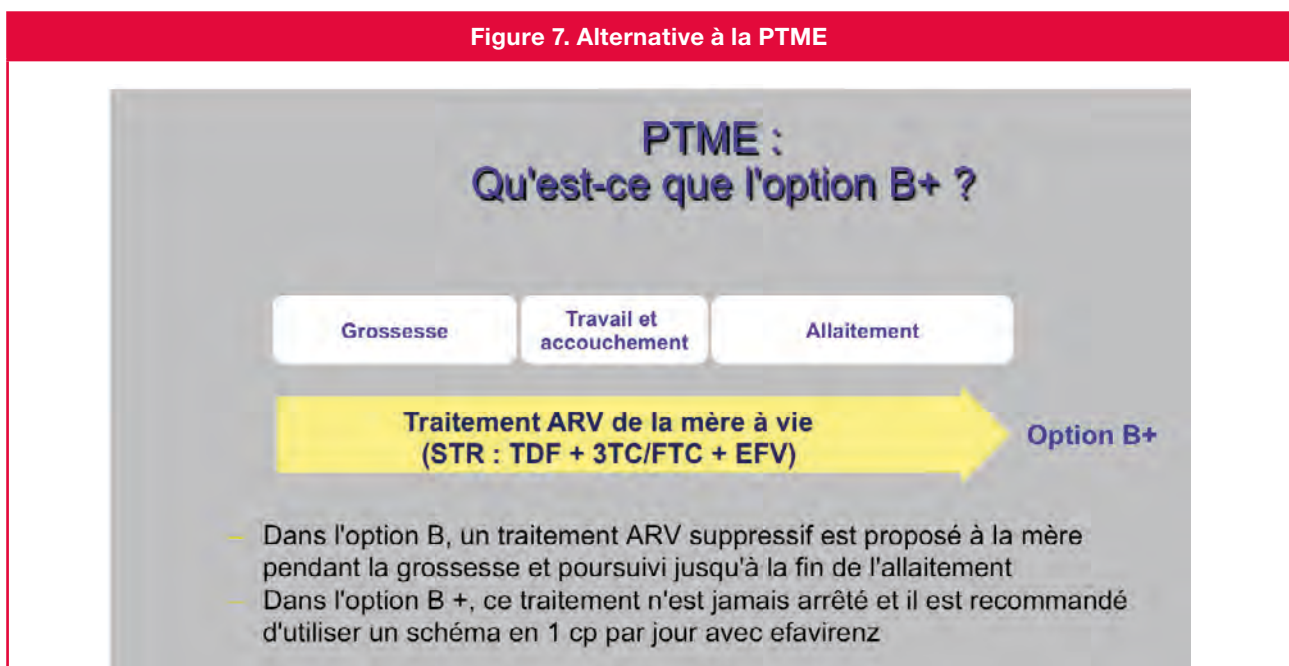 Figure 7. Alternative à la PTME
PTME :
Qu'est-ce que l'option B+ ?
Grossesse
Travail et
accouchement
Allaitement
Traitement ARV de la mère à vie
(STR : TDF + 3TC/FTC + EFV)
Option B+
– Dans l'option B, un traitement ARV suppressif est proposé à la mère
pendant la grossesse et poursuivi jusqu'à la fin de l'allaitement
– Dans l'option B +, ce traitement n'est jamais arrêté et il est recommandé
d'utiliser un schéma en 1 cp par jour avec efavirenz